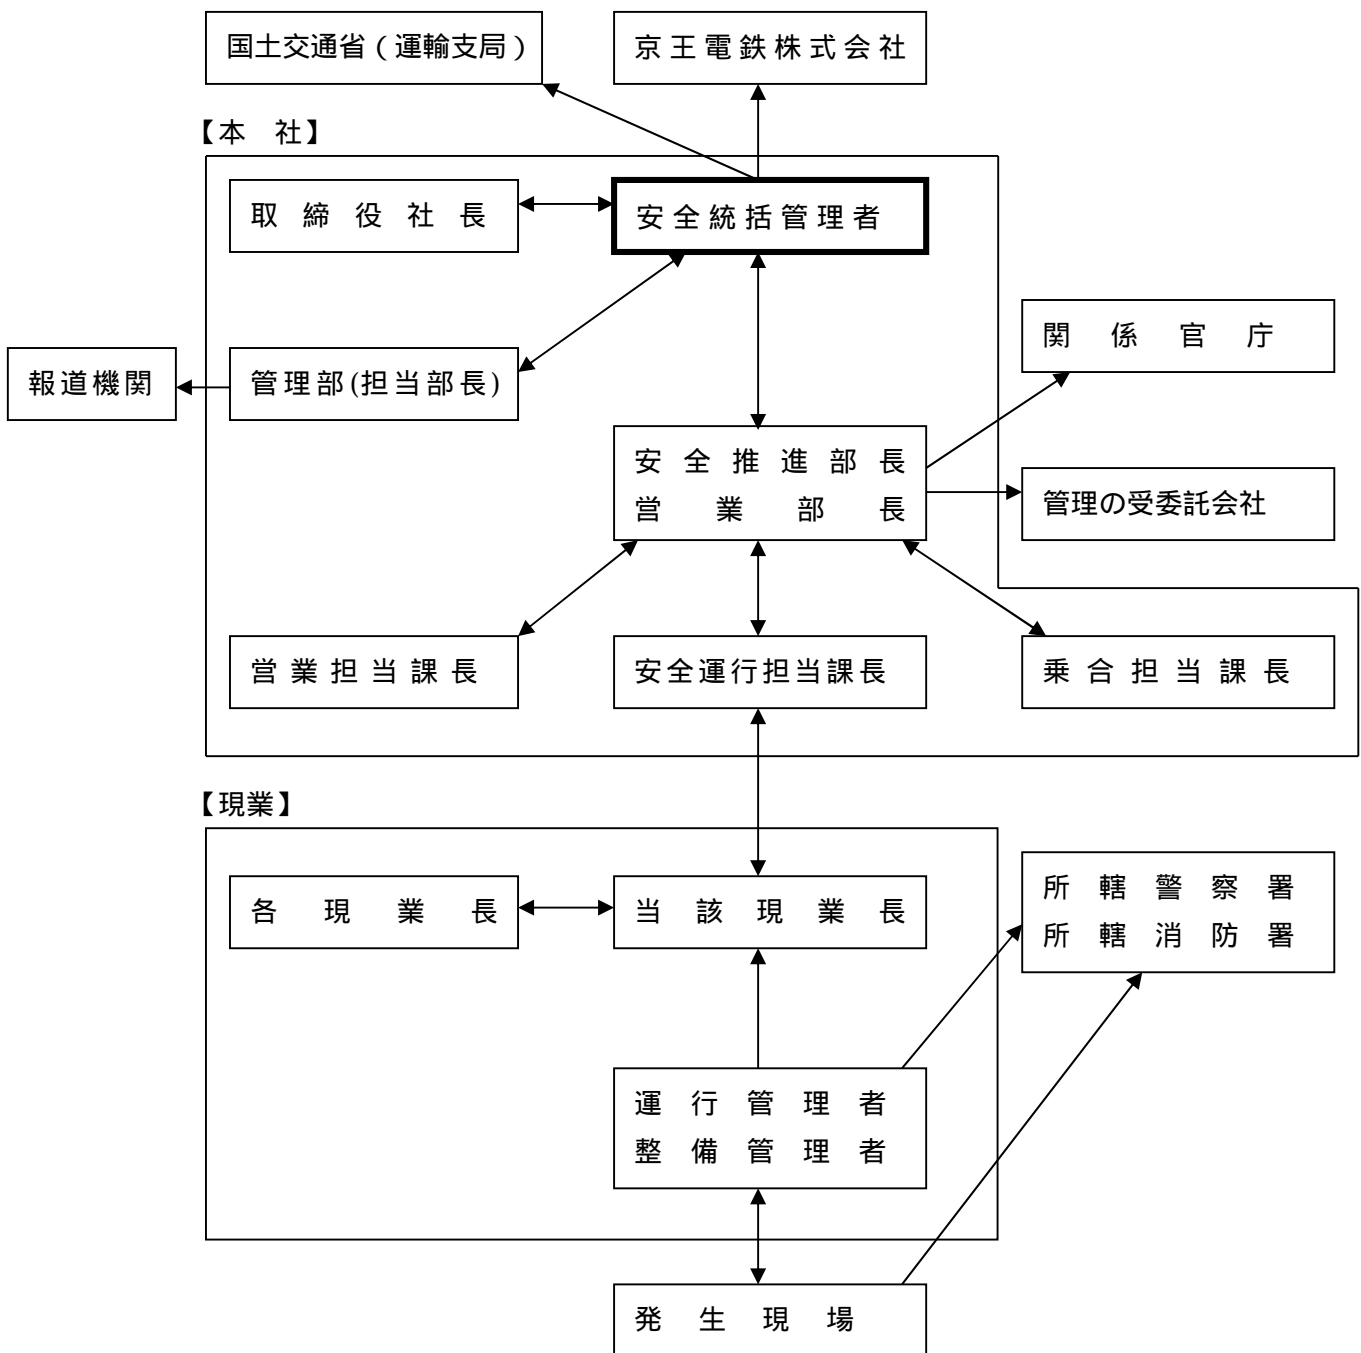 国土交通省(運輸支局)
京王電鉄株式会社
【本 社】
取締役社長
安全統括管理者
関係官庁
報道機関
管理部(担当部長)
安全推進部長
営業部長
管理の受委託会社
営業担当課長
安全運行担当課長
乗合担当課長
【現業】
各現業長
当該現業長
所轄警察署
所轄消防署
運行管理者
整備管理者
発生現場